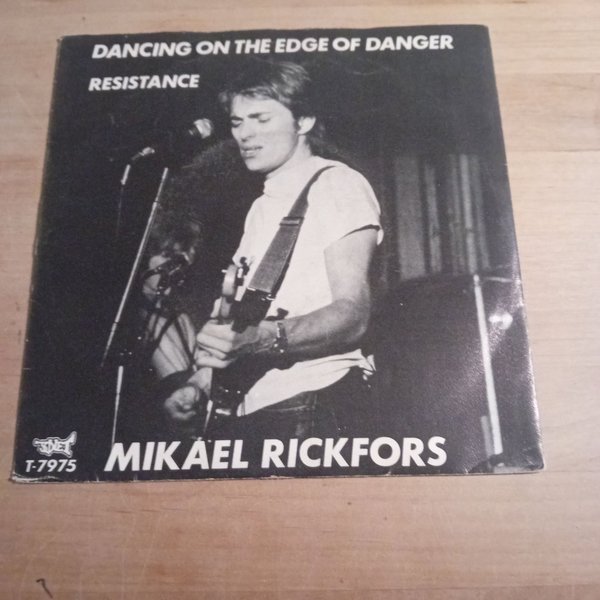 DANCING ON THE EDGE OF DANGER
RESISTANCE
T-7975
MIKAEL RICKFORS